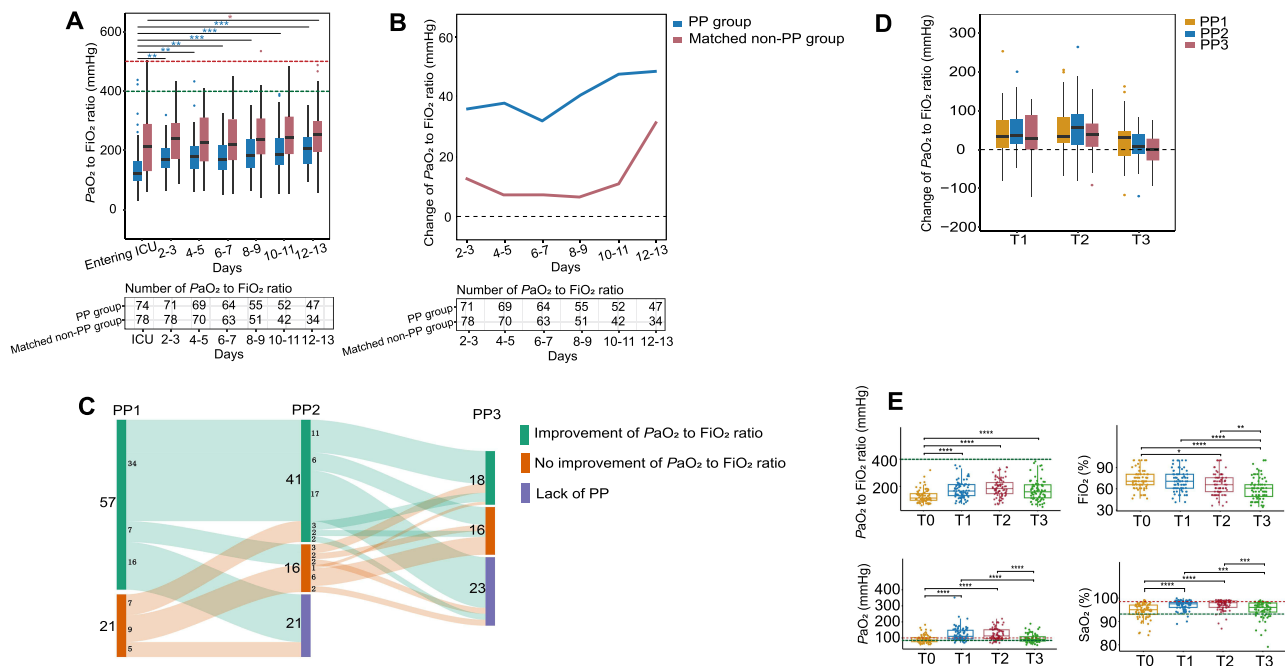 A
PaO₂ to FiO₂ ratio (mmHg)
600
400
200
0
*
***
***
***
**
**
**
Entering ICU
2-3
4-5
6-7
8-9
10-11
12-13
Days
Number of PaO₂ to FiO₂ ratio
PP group 74 71 69 64 55 52 47
Matched non-PP group 78 78 70 63 51 42 34
ICU 2-3 4-5 6-7 8-9 10-11 12-13
Days
B
PP group
Matched non-PP group
Change of PaO₂ to FiO₂ ratio (mmHg)
60
40
20
0
2-3
4-5
6-7
8-9
10-11
12-13
Days
Number of PaO₂ to FiO₂ ratio
PP group 71 69 64 55 52 47
Matched non-PP group 78 70 63 51 42 34
2-3 4-5 6-7 8-9 10-11 12-13
Days
D
PP1
PP2
PP3
Change of PaO₂ to FiO₂ ratio (mmHg)
300
200
100
0
−100
−200
T1 T2 T3
C
PP1 PP2 PP3
57
34
7
16
21
7
9
5
41
11
6
17
3
2
2
16
3
2
2
1
6
2
21
18
16
23
Improvement of PaO₂ to FiO₂ ratio
No improvement of PaO₂ to FiO₂ ratio
Lack of PP
E
PaO₂ to FiO₂ ratio (mmHg)
400
200
****
****
****
T0 T1 T2 T3
FiO₂ (%)
90
60
30
**
****
****
*
T0 T1 T2 T3
PaO₂ (mmHg)
400
300
200
100
****
****
****
****
T0 T1 T2 T3
SaO₂ (%)
100
90
80
***
***
****
****
T0 T1 T2 T3